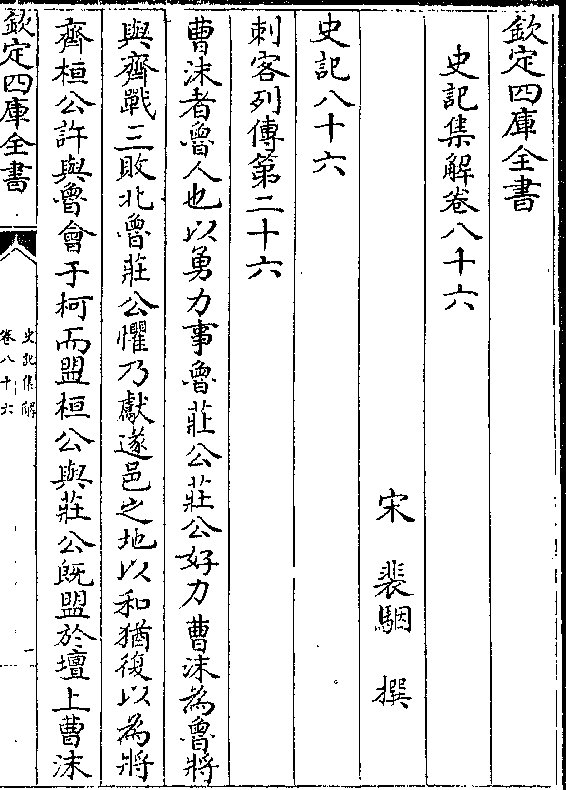 欽定四庫全書
史記集解卷八十六
宋 裴駰 撰
史記八十六
刺客列傳第二十六
曹沫者魯人也以勇力事魯莊公莊公好力曹沫為魯將
與齊戰三敗北魯莊公懼乃獻遂邑之地以和猶復以為將
齊桓公許與魯會于柯而盟桓公與莊公既盟於壇上曹沫
欽定四庫全書
史記集解
卷八十六
一